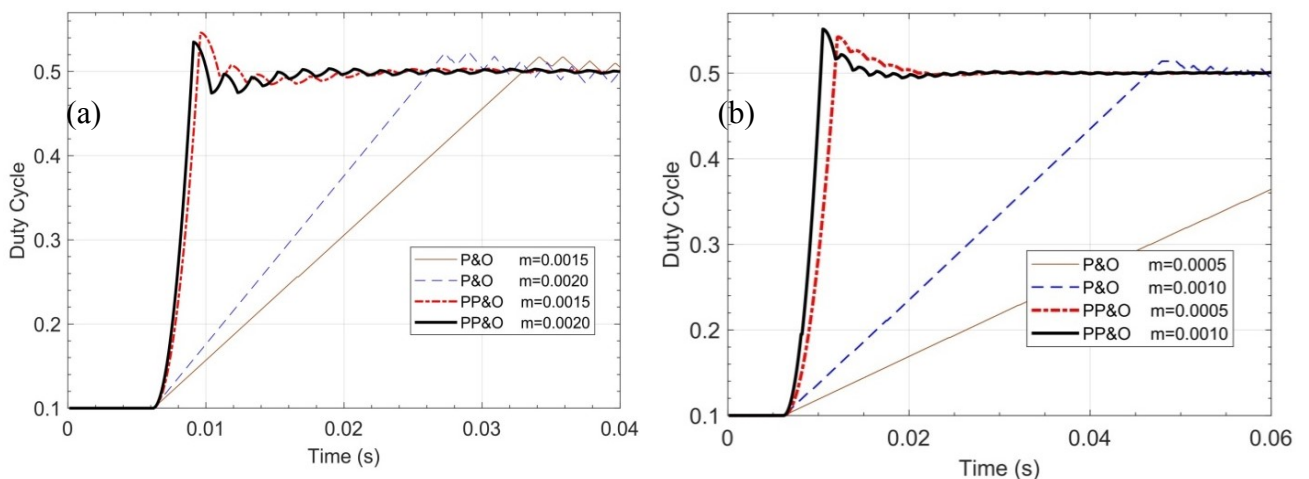 (a)
Duty Cycle
0.5
0.4
0.3
0.2
0.1
P&O m=0.0015
P&O m=0.0020
PP&O m=0.0015
PP&O m=0.0020
0 0.01 0.02 0.03 0.04
Time (s)
(b)
Duty Cycle
0.5
0.4
0.3
0.2
0.1
P&O m=0.0005
P&O m=0.0010
PP&O m=0.0005
PP&O m=0.0010
0 0.02 0.04 0.06
Time (s)